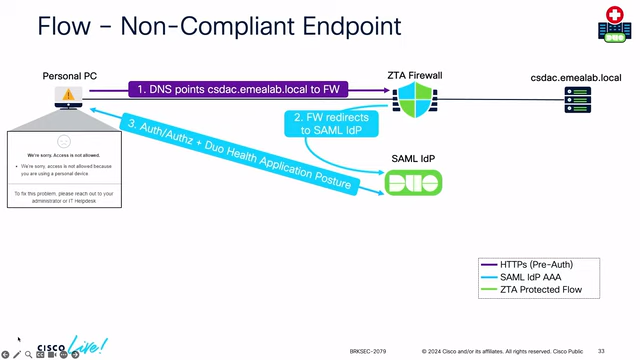 Flow – Non-Compliant Endpoint
Personal PC
ZTA Firewall
csdac.emealab.local
1. DNS points csdac.emealab.local to FW
2. FW redirects
to SAML IdP
3. Auth/Authz + Duo Health Application Posture
SAML IdP
DUO
We're sorry. Access is not allowed.
• We're sorry, access is not allowed because
you are using a personal device
To fix this problem, please reach out to your
administrator or IT Helpdesk
HTTPs (Pre-Auth)
SAML IdP AAA
ZTA Protected Flow
CISCO Live!
BRKSEC-2079
© 2024 Cisco and/or its affiliates. All rights reserved. Cisco Public
33